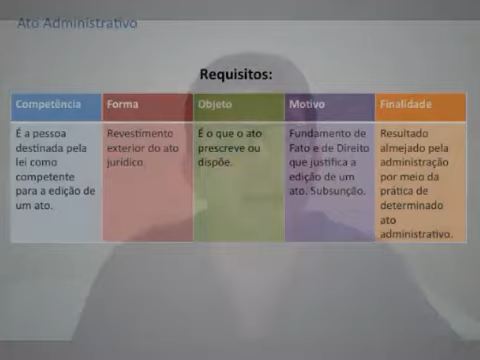 Ato Administrativo
Requisitos:
Competência
Forma
Objeto
Motivo
Finalidade
É a pessoa
destinada pela
lei como
competente
para a edição de
um ato.
Revestimento
exterior do ato
jurídico.
É o que o ato
prescreve ou
dispõe.
Fundamento de
Fato e de Direito
que justifica a
edição de um
ato. Subsunção.
Resultado
almejado pela
administração
por meio da
prática de
determinado
ato
administrativo.